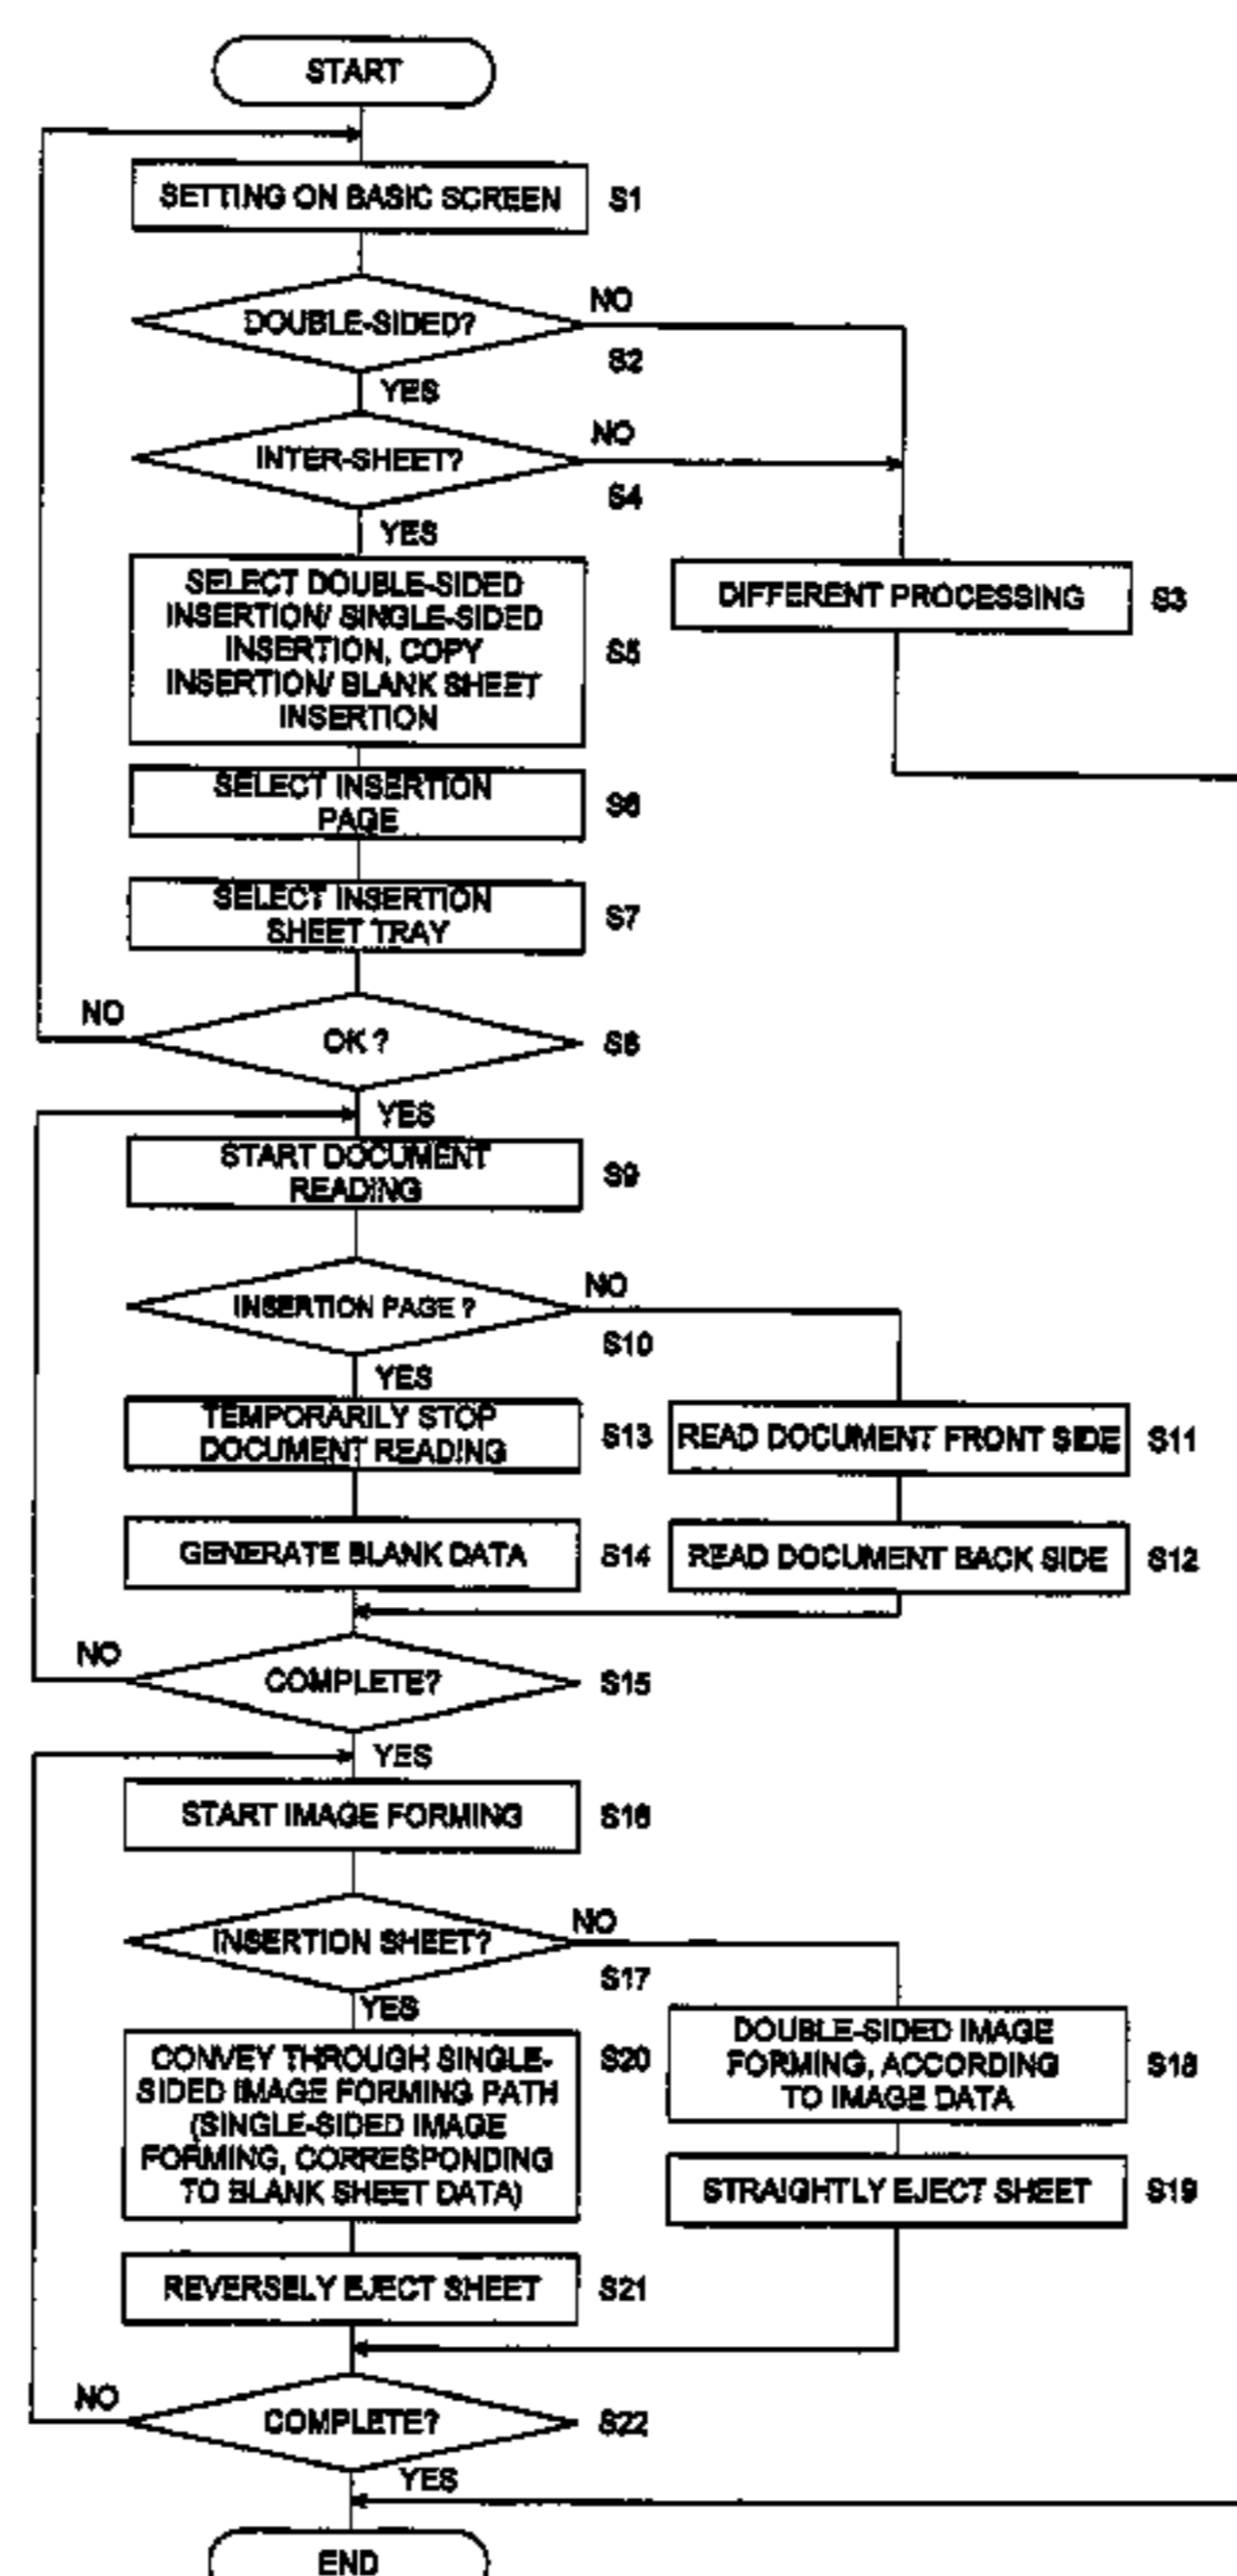 START
SETTING ON BASIC SCREEN
S1
DOUBLE-SIDED?
NO
S2
YES
INTER-SHEET?
NO
S4
YES
SELECT DOUBLE-SIDED
INSERTION/ SINGLE-SIDED
INSERTION, COPY
INSERTION/ BLANK SHEET
INSERTION
S5
DIFFERENT PROCESSING
S3
SELECT INSERTION
PAGE
S6
SELECT INSERTION
SHEET TRAY
S7
NO
OK ?
S8
YES
START DOCUMENT
READING
S9
INSERTION PAGE ?
NO
S10
YES
TEMPORARILY STOP
DOCUMENT READING
S13
READ DOCUMENT FRONT SIDE
S11
GENERATE BLANK DATA
S14
READ DOCUMENT BACK SIDE
S12
NO
COMPLETE?
S15
YES
START IMAGE FORMING
S16
INSERTION SHEET?
NO
S17
YES
CONVEY THROUGH SINGLE-
SIDED IMAGE FORMING PATH
(SINGLE-SIDED IMAGE
FORMING, CORRESPONDING
TO BLANK SHEET DATA)
S20
DOUBLE-SIDED IMAGE
FORMING, ACCORDING
TO IMAGE DATA
S18
STRAIGHTLY EJECT SHEET
S19
REVERSELY EJECT SHEET
S21
NO
COMPLETE?
S22
YES
END